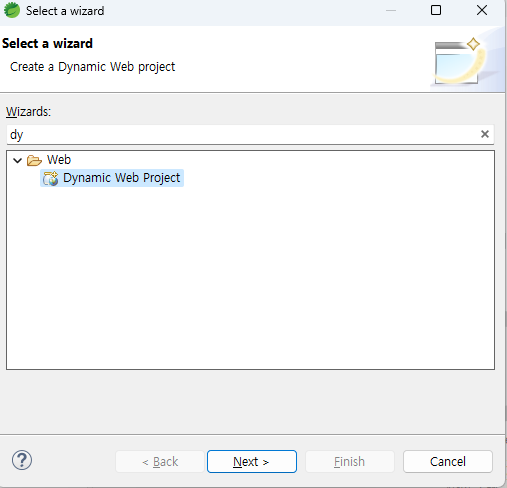 Select a wizard
Select a wizard
Create a Dynamic Web project
Wizards:
dy
Web
Dynamic Web Project
< Back
Next >
Finish
Cancel